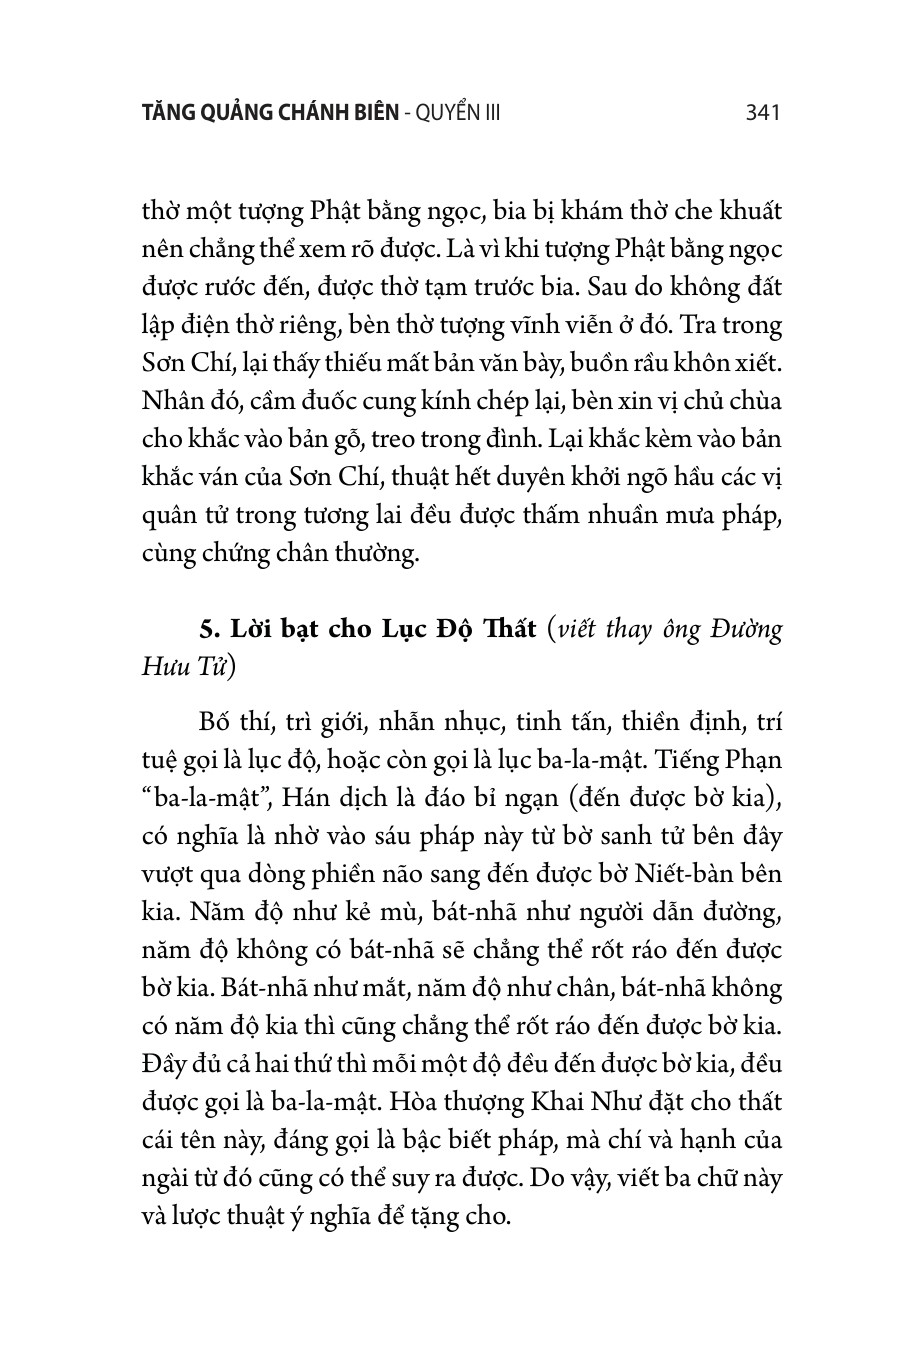 TĂNG QUẢNG CHÁNH BIÊN - QUYỂN III 341
thờ một tượng Phật bằng ngọc, bia bị khám thờ che khuất
nên chẳng thể xem rõ được. Là vì khi tượng Phật bằng ngọc
được rước đến, được thờ tạm trước bia. Sau do không đất
lập điện thờ riêng, bèn thờ tượng vĩnh viễn ở đó. Tra trong
Sơn Chí, lại thấy thiếu mất bản văn bày, buồn rầu khôn xiết.
Nhân đó, cầm đuốc cung kính chép lại, bèn xin vị chủ chùa
cho khắc vào bản gỗ, treo trong đình. Lại khắc kèm vào bản
khắc ván của Sơn Chí, thuật hết duyên khởi ngõ hầu các vị
quân tử trong tương lai đều được thấm nhuần mưa pháp,
cùng chứng chân thường.
5. Lời bạt cho Lục Độ Thất (viết thay ông Đường
Hưu Tử)
Bố thí, trì giới, nhẫn nhục, tinh tấn, thiền định, trí
tuệ gọi là lục độ, hoặc còn gọi là lục ba-la-mật. Tiếng Phạn
“ba-la-mật”, Hán dịch là đáo bỉ ngạn (đến được bờ kia),
có nghĩa là nhờ vào sáu pháp này từ bờ sanh tử bên đây
vượt qua dòng phiền não sang đến được bờ Niết-bàn bên
kia. Năm độ như kẻ mù, bát-nhã như người dẫn đường,
năm độ không có bát-nhã sẽ chẳng thể rốt ráo đến được
bờ kia. Bát-nhã như mắt, năm độ như chân, bát-nhã không
có năm độ kia thì cũng chẳng thể rốt ráo đến được bờ kia.
Đầy đủ cả hai thứ thì mỗi một độ đều đến được bờ kia, đều
được gọi là ba-la-mật. Hòa thượng Khai Như đặt cho thất
cái tên này, đáng gọi là bậc biết pháp, mà chí và hạnh của
ngài từ đó cũng có thể suy ra được. Do vậy, viết ba chữ này
và lược thuật ý nghĩa để tặng cho.